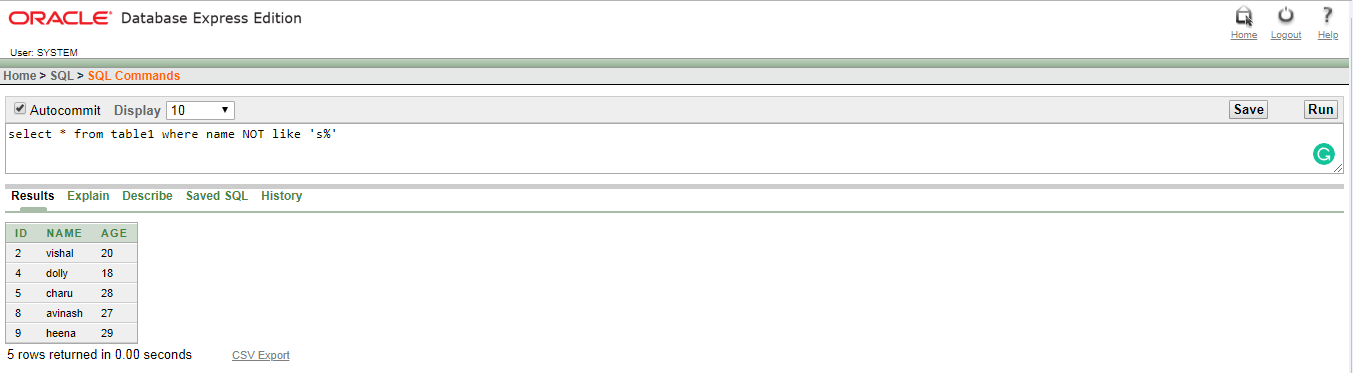 ORACLE® Database Express Edition
Home Logout Help
User: SYSTEM
Home > SQL > SQL Commands
Autocommit Display 10 Save Run
select * from table1 where name NOT like 's%'
Results Explain Describe Saved SQL History
ID NAME AGE
2 vishal 20
4 dolly 18
5 charu 28
8 avinash 27
9 heena 29
5 rows returned in 0.00 seconds CSV Export